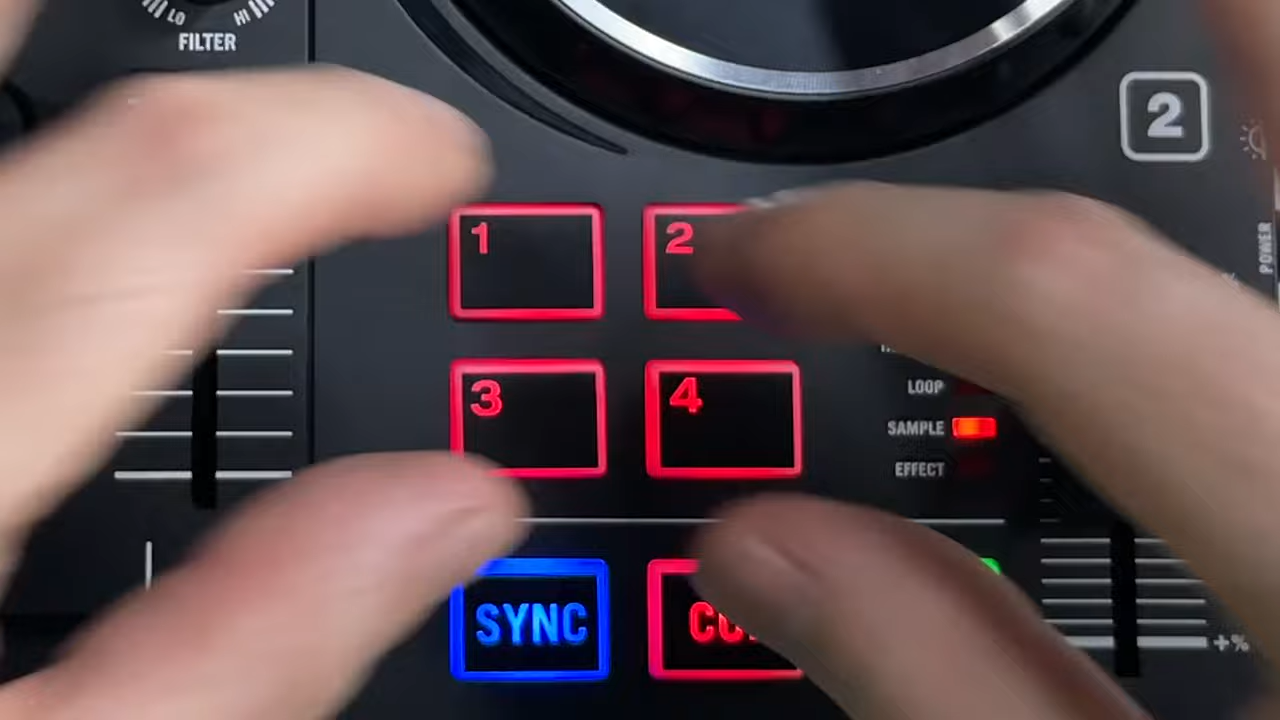 LO HI
FILTER
2
POWER
1
2
3
4
LOOP
SAMPLE
EFFECT
SYNC
+%